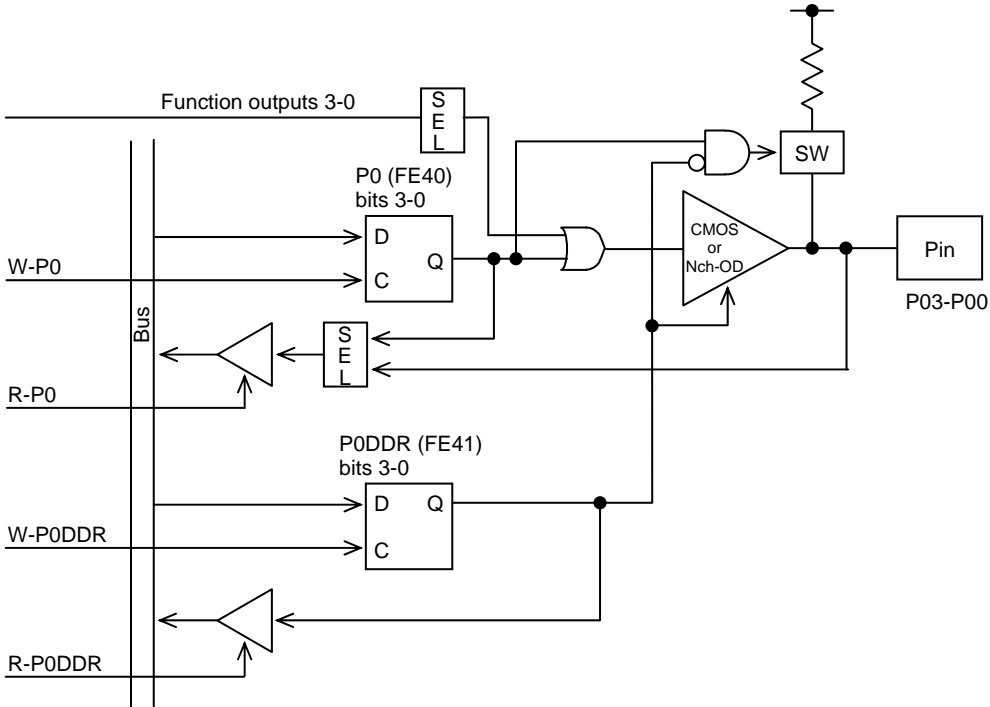 Function outputs 3-0
S
E
L
P0 (FE40)
bits 3-0
SW
D
Q
C
CMOS
or
Nch-OD
Pin
P03-P00
W-P0
Bus
S
E
L
R-P0
P0DDR (FE41)
bits 3-0
D
Q
C
W-P0DDR
R-P0DDR